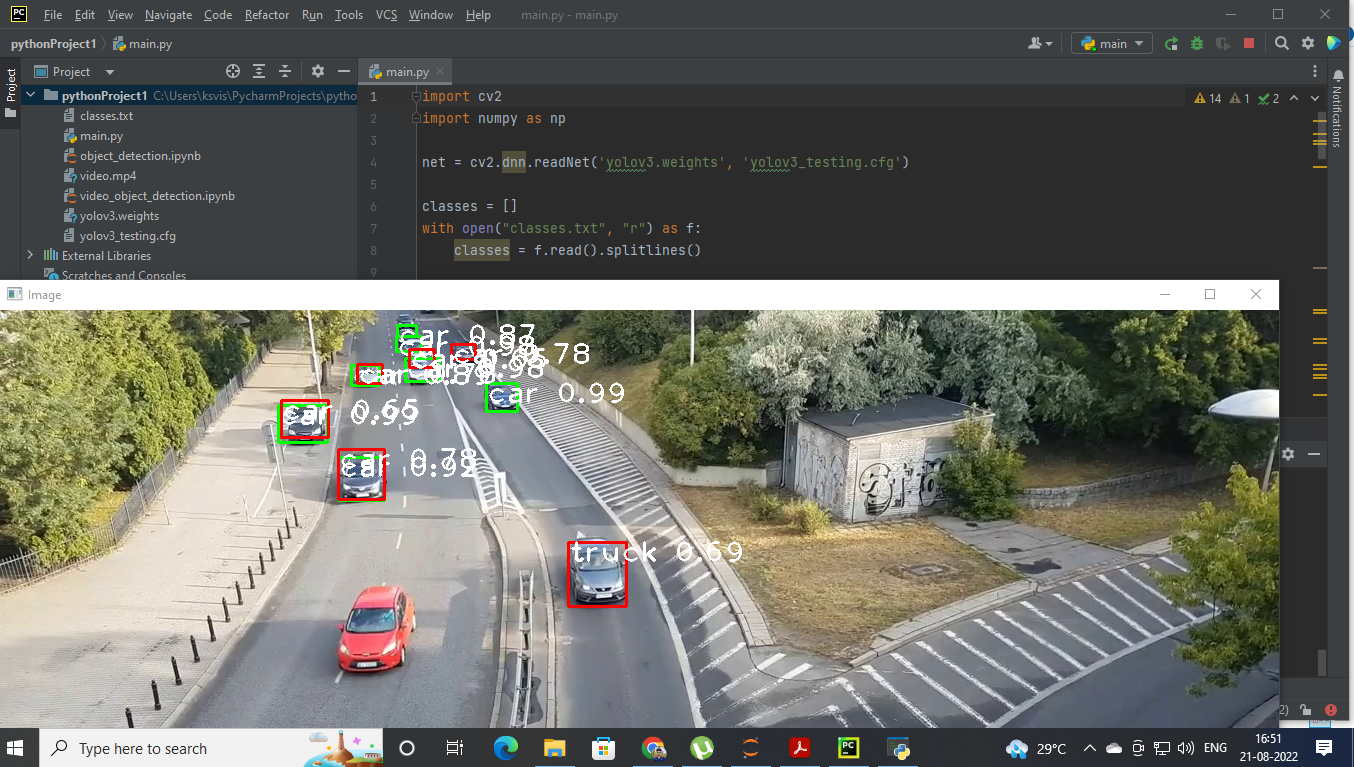 PC File Edit View Navigate Code Refactor Run Tools VCS Window Help main.py - main.py
pythonProject1 main.py main
Project main.py
Project
Notifications
pythonProject1 C:\Users\ksvis\PycharmProjects\pytho
classes.txt
main.py
object_detection.ipynb
video.mp4
video_object_detection.ipynb
yolov3.weights
yolov3_testing.cfg
External Libraries
Scratches and Consoles
14 1 2
1 import cv2
2 import numpy as np
3
4 net = cv2.dnn.readNet('yolov3.weights', 'yolov3_testing.cfg')
5
6 classes = []
7 with open("classes.txt", "r") as f:
8 classes = f.read().splitlines()
9
Image
car 0.87
car 0.98
car 0.78
car 0.99
car
car 0.78
car 0.92
truck 0.69
2)
Type here to search
29°C ENG 16:51
21-08-2022